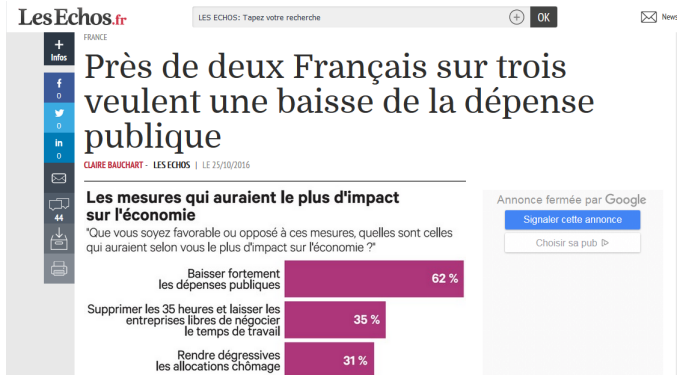 LesEchos.fr
LES ECHOS: Tapez votre recherche
OK
News
+
Infos
FRANCE
Près de deux Français sur trois
veulent une baisse de la dépense
publique
CLAIRE BAUCHART - LES ECHOS | LE 25/10/2016
f
0
0
in
0
44
Les mesures qui auraient le plus d'impact
sur l'économie
"Que vous soyez favorable ou opposé à ces mesures, quelles sont celles
qui auraient selon vous le plus d'impact sur l'économie ?"
Baisser fortement
les dépenses publiques
62 %
Supprimer les 35 heures et laisser les
entreprises libres de négocier
le temps de travail
35 %
Rendre dégressives
les allocations chômage
31 %
Annonce fermée par Google
Signaler cette annonce
Choisir sa pub